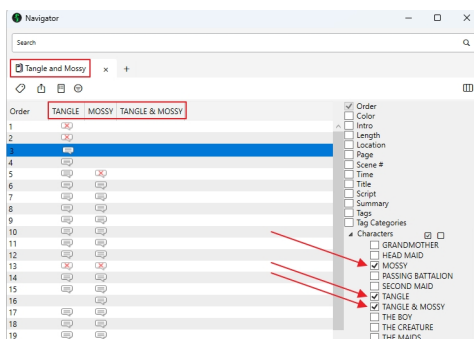 Navigator
Search
Tangle and Mossy
Order TANGLE MOSSY TANGLE & MOSSY
1
2
3
4
5
6
7
8
9
10
11
12
13
14
15
16
17
18
19
Order
Color
Intro
Length
Location
Page
Scene #
Time
Title
Script
Summary
Tags
Tag Categories
Characters
GRANDMOTHER
HEAD MAID
MOSSY
PASSING BATTALION
SECOND MAID
TANGLE
TANGLE & MOSSY
THE BOY
THE CREATURE
THE MAIDS